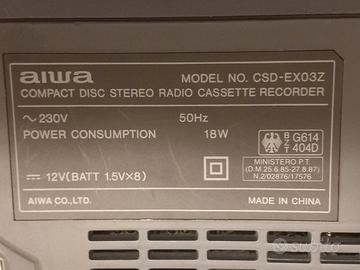 aiwa
MODEL NO. CSD-EX03Z
COMPACT DISC STEREO RADIO CASSETTE RECORDER
~230V 50Hz
POWER CONSUMPTION 18W
BZT G614 404D
MINISTERO P.T.
(D.M 25.6.85-27.8.87)
N.2/02876/17576
12V(BATT 1.5V×8)
AIWA CO.,LTD. MADE IN CHINA
subito